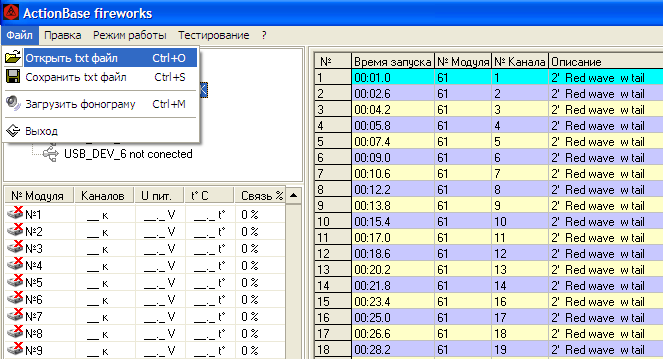 ActionBase fireworks
Файл Правка Режим работы Тестирование ?
Открыть txt файл Ctrl+O
Сохранить txt файл Ctrl+S
Загрузить фонограму Ctrl+M
Выход
USB_DEV_6 not conected
№ Модуля Каналов U пит. t° C Связь %
№1 __ к __._ V __._ t° 0 %
№2 __ к __._ V __._ t° 0 %
№3 __ к __._ V __._ t° 0 %
№4 __ к __._ V __._ t° 0 %
№5 __ к __._ V __._ t° 0 %
№6 __ к __._ V __._ t° 0 %
№7 __ к __._ V __._ t° 0 %
№8 __ к __._ V __._ t° 0 %
№9 __ к __._ V __._ t° 0 %
№ Время запуска № Модуля № Канала Описание
1 00:01.0 61 1 2' Red wave w tail
2 00:02.6 61 2 2' Red wave w tail
3 00:04.2 61 3 2' Red wave w tail
4 00:05.8 61 4 2' Red wave w tail
5 00:07.4 61 5 2' Red wave w tail
6 00:09.0 61 6 2' Red wave w tail
7 00:10.6 61 7 2' Red wave w tail
8 00:12.2 61 8 2' Red wave w tail
9 00:13.8 61 9 2' Red wave w tail
10 00:15.4 61 10 2' Red wave w tail
11 00:17.0 61 11 2' Red wave w tail
12 00:18.6 61 12 2' Red wave w tail
13 00:20.2 61 13 2' Red wave w tail
14 00:21.8 61 14 2' Red wave w tail
15 00:23.4 61 16 2' Red wave w tail
16 00:25.0 61 17 2' Red wave w tail
17 00:26.6 61 18 2' Red wave w tail
18 00:28.2 61 19 2' Red wave w tail